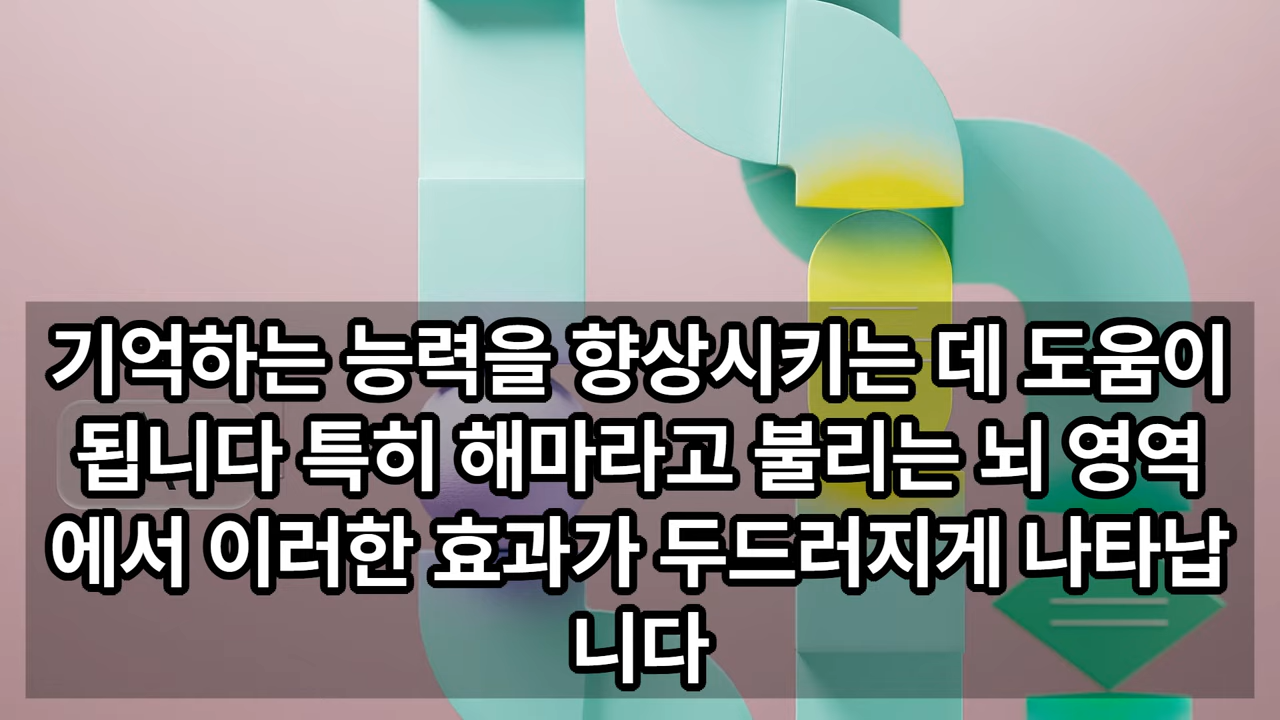 기억하는 능력을 향상시키는 데 도움이
됩니다 특히 해마라고 불리는 뇌 영역
에서 이러한 효과가 두드러지게 나타납
니다